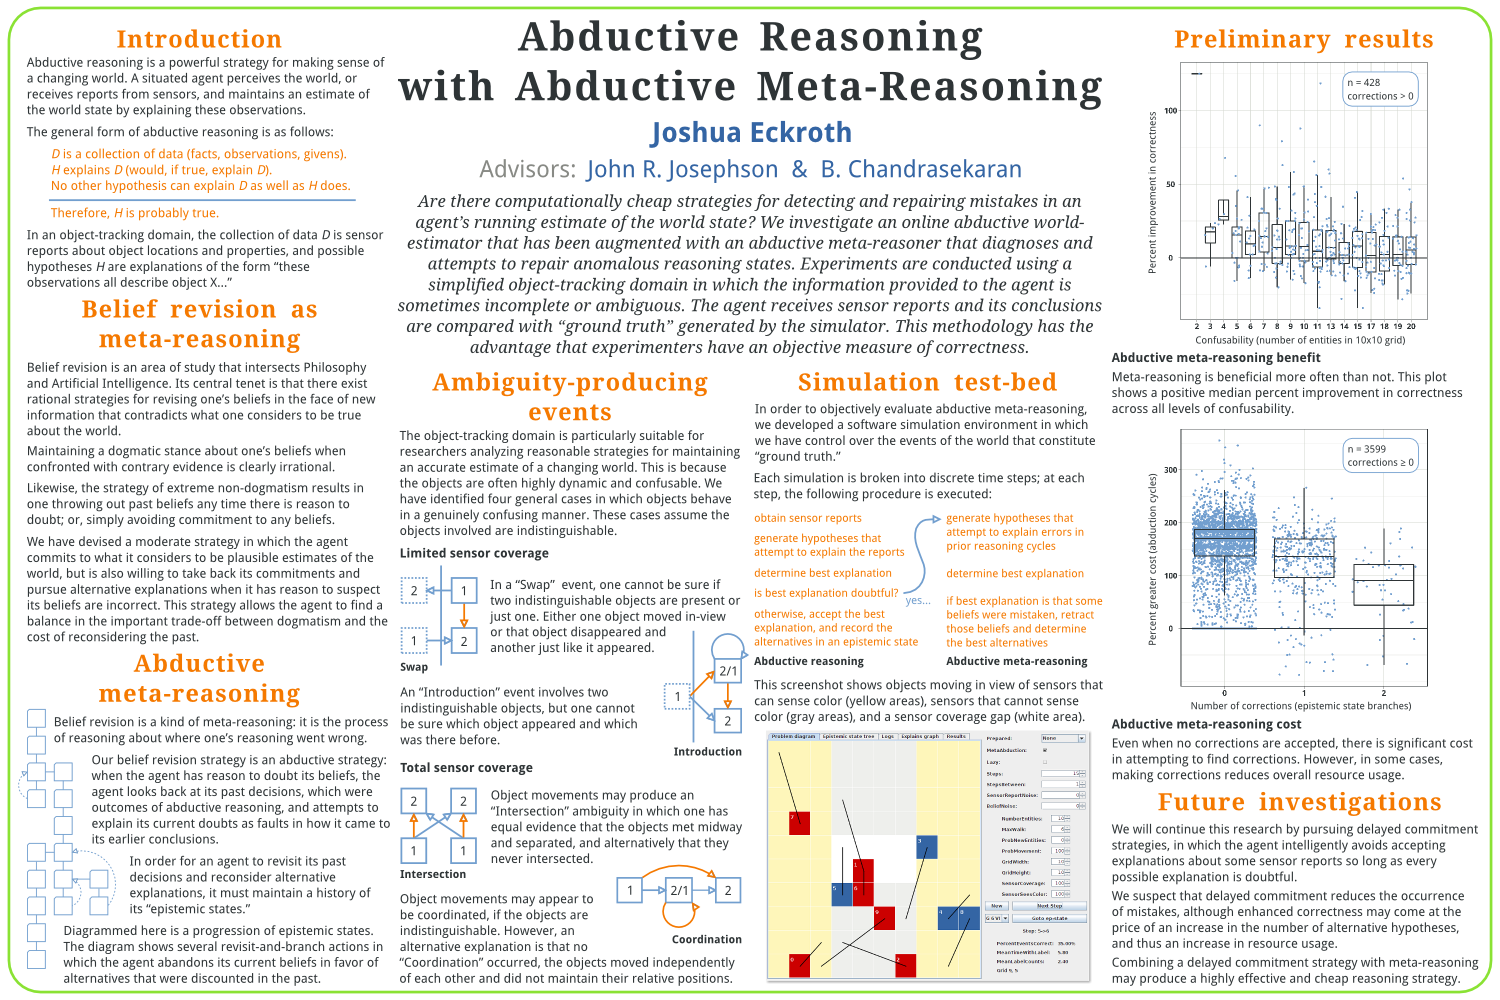 Abductive Reasoning
with Abductive Meta-Reasoning
Joshua Eckroth
Advisors: John R. Josephson & B. Chandrasekaran
Are there computationally cheap strategies for detecting and repairing mistakes in an
agent’s running estimate of the world state? We investigate an online abductive world-
estimator that has been augmented with an abductive meta-reasoner that diagnoses and
attempts to repair anomalous reasoning states. Experiments are conducted using a
simplified object-tracking domain in which the information provided to the agent is
sometimes incomplete or ambiguous. The agent receives sensor reports and its conclusions
are compared with “ground truth” generated by the simulator. This methodology has the
advantage that experimenters have an objective measure of correctness.
Introduction
Abductive reasoning is a powerful strategy for making sense of
a changing world. A situated agent perceives the world, or
receives reports from sensors, and maintains an estimate of
the world state by explaining these observations.
The general form of abductive reasoning is as follows:
D is a collection of data (facts, observations, givens).
H explains D (would, if true, explain D).
No other hypothesis can explain D as well as H does.
Therefore, H is probably true.
In an object-tracking domain, the collection of data D is sensor
reports about object locations and properties, and possible
hypotheses H are explanations of the form “these
observations all describe object X...”
Belief revision as
meta-reasoning
Belief revision is an area of study that intersects Philosophy
and Artificial Intelligence. Its central tenet is that there exist
rational strategies for revising one’s beliefs in the face of new
information that contradicts what one considers to be true
about the world.
Maintaining a dogmatic stance about one’s beliefs when
confronted with contrary evidence is clearly irrational.
Likewise, the strategy of extreme non-dogmatism results in
one throwing out past beliefs any time there is reason to
doubt; or, simply avoiding commitment to any beliefs.
We have devised a moderate strategy in which the agent
commits to what it considers to be plausible estimates of the
world, but is also willing to take back its commitments and
pursue alternative explanations when it has reason to suspect
its beliefs are incorrect. This strategy allows the agent to find a
balance in the important trade-off between dogmatism and the
cost of reconsidering the past.
Abductive
meta-reasoning
Belief revision is a kind of meta-reasoning: it is the process
of reasoning about where one’s reasoning went wrong.
Our belief revision strategy is an abductive strategy:
when the agent has reason to doubt its beliefs, the
agent looks back at its past decisions, which were
outcomes of abductive reasoning, and attempts to
explain its current doubts as faults in how it came to
its earlier conclusions.
In order for an agent to revisit its past
decisions and reconsider alternative
explanations, it must maintain a history of
its “epistemic states.”
Diagrammed here is a progression of epistemic states.
The diagram shows several revisit-and-branch actions in
which the agent abandons its current beliefs in favor of
alternatives that were discounted in the past.
Ambiguity-producing
events
The object-tracking domain is particularly suitable for
researchers analyzing reasonable strategies for maintaining
an accurate estimate of a changing world. This is because
the objects are often highly dynamic and confusable. We
have identified four general cases in which objects behave
in a genuinely confusing manner. These cases assume the
objects involved are indistinguishable.
Limited sensor coverage
2 1
1 2
Swap
In a “Swap” event, one cannot be sure if
two indistinguishable objects are present or
just one. Either one object moved in-view
or that object disappeared and
another just like it appeared.
An “Introduction” event involves two
indistinguishable objects, but one cannot
be sure which object appeared and which
was there before.
2/1
1
2
Introduction
Total sensor coverage
2 2
1 1
Intersection
Object movements may produce an
“Intersection” ambiguity in which one has
equal evidence that the objects met midway
and separated, and alternatively that they
never intersected.
1 2/1 2
Coordination
Object movements may appear to
be coordinated, if the objects are
indistinguishable. However, an
alternative explanation is that no
“Coordination” occurred, the objects moved independently
of each other and did not maintain their relative positions.
Simulation test-bed
In order to objectively evaluate abductive meta-reasoning,
we developed a software simulation environment in which
we have control over the events of the world that constitute
“ground truth.”
Each simulation is broken into discrete time steps; at each
step, the following procedure is executed:
obtain sensor reports
generate hypotheses that
attempt to explain the reports
determine best explanation
is best explanation doubtful?
yes...
otherwise, accept the best
explanation, and record the
alternatives in an epistemic state
Abductive reasoning
generate hypotheses that
attempt to explain errors in
prior reasoning cycles
determine best explanation
if best explanation is that some
beliefs were mistaken, retract
those beliefs and determine
the best alternatives
Abductive meta-reasoning
This screenshot shows objects moving in view of sensors that
can sense color (yellow areas), sensors that cannot sense
color (gray areas), and a sensor coverage gap (white area).
Problem diagram Epistemic state tree Logs Explains graph Results
Prepared: None
MetaAbduction:
Lazy:
Steps:
StepsBetween:
SensorReportNoise:
BeliefNoise:
NumberEntities:
MaxWalk:
ProbNewEntities:
ProbMovement:
GridWidth:
GridHeight:
SensorCoverage:
SensorSeesColor:
New Next Step
Goto ep-state
Step: 5->6
PercentEventsCorrect: 35.00%
MeanTimeWithLabel: 5.80
MeanLabelCounts: 2.40
Grid 9, 5
Preliminary results
n = 428
corrections > 0
Percent improvement in correctness
100
50
0
2 3 4 5 6 7 8 9 10 11 13 14 15 17 18 19 20
Confusability (number of entities in 10x10 grid)
Abductive meta-reasoning benefit
Meta-reasoning is beneficial more often than not. This plot
shows a positive median percent improvement in correctness
across all levels of confusability.
n = 3599
corrections ≥ 0
Percent greater cost (abduction cycles)
300
200
100
0
0 1 2
Number of corrections (epistemic state branches)
Abductive meta-reasoning cost
Even when no corrections are accepted, there is significant cost
in attempting to find corrections. However, in some cases,
making corrections reduces overall resource usage.
Future investigations
We will continue this research by pursuing delayed commitment
strategies, in which the agent intelligently avoids accepting
explanations about some sensor reports so long as every
possible explanation is doubtful.
We suspect that delayed commitment reduces the occurrence
of mistakes, although enhanced correctness may come at the
price of an increase in the number of alternative hypotheses,
and thus an increase in resource usage.
Combining a delayed commitment strategy with meta-reasoning
may produce a highly effective and cheap reasoning strategy.